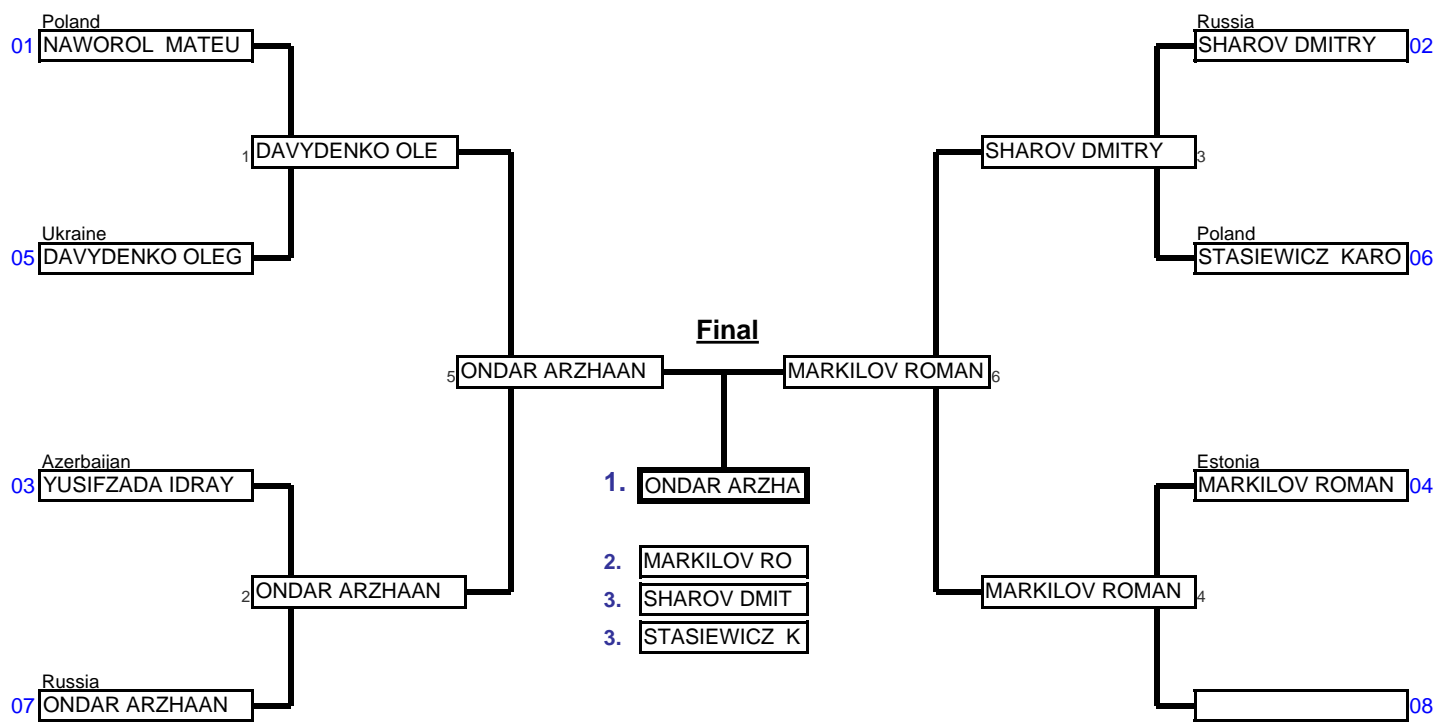 Poland
01 NAWOROL  MATEU
Russia
SHAROV DMITRY 02
1 DAVYDENKO OLE
SHAROV DMITRY 3
Ukraine
05 DAVYDENKO OLEG
Poland
STASIEWICZ  KARO 06
Final
5 ONDAR ARZHAAN
MARKILOV ROMAN 6
Azerbaijan
03 YUSIFZADA IDRAY
1. ONDAR ARZHA
Estonia
MARKILOV ROMAN 04
2. MARKILOV RO
3. SHAROV DMIT
3. STASIEWICZ  K
2 ONDAR ARZHAAN
MARKILOV ROMAN 4
Russia
07 ONDAR ARZHAAN
08